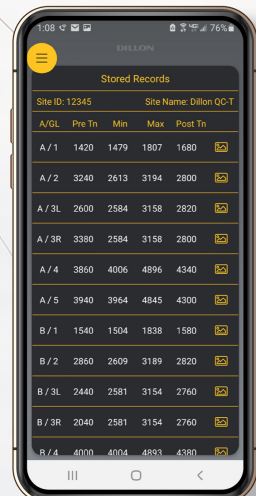 1:08 76%
DILLON
Stored Records
Site ID: 12345 Site Name: Dillon QC-T
A/GL Pre Tn Min Max Post Tn
A / 1 1420 1479 1807 1680
A / 2 3240 2613 3194 2800
A / 3L 2600 2584 3158 2820
A / 3R 3380 2584 3158 2800
A / 4 3860 4006 4896 4340
A / 5 3940 3964 4845 4300
B / 1 1540 1504 1838 1580
B / 2 2860 2609 3189 2820
B / 3L 2440 2581 3154 2760
B / 3R 2040 2581 3154 2760
B / 4 4000 4004 4893 4380